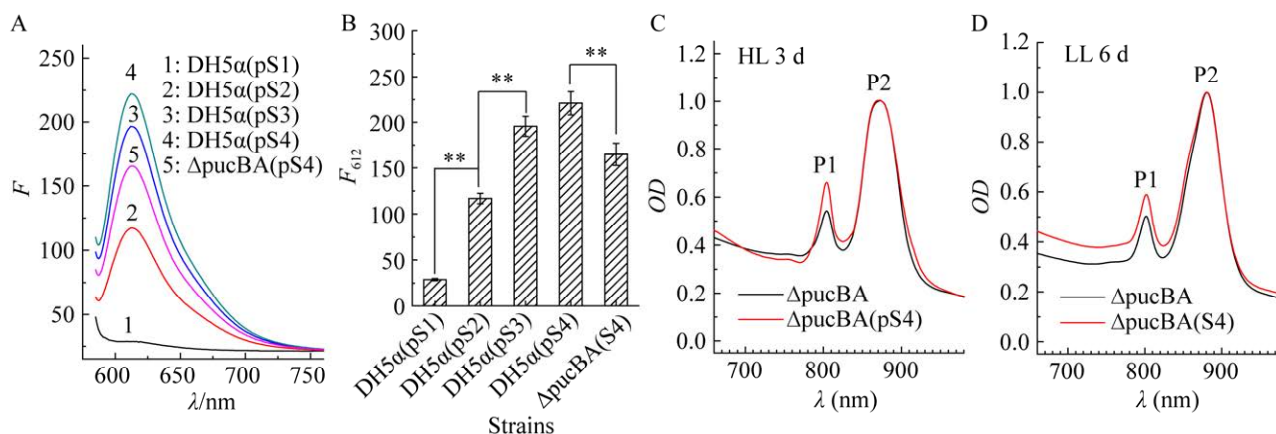 A
F
250
200
150
100
50
4
3
5
2
1
1: DH5α(pS1)
2: DH5α(pS2)
3: DH5α(pS3)
4: DH5α(pS4)
5: ΔpucBA(pS4)
600 650 700 750
λ/nm
B
F612
300
250
200
150
100
50
0
**
**
**
DH5α(pS1)
DH5α(pS2)
DH5α(pS3)
DH5α(pS4)
ΔpucBA(S4)
Strains
C
OD
1.2
1.0
0.8
0.6
0.4
0.2
0
HL 3 d
P1
P2
ΔpucBA
ΔpucBA(pS4)
700 800 900
λ (nm)
D
OD
1.2
1.0
0.8
0.6
0.4
0.2
0
LL 6 d
P1
P2
ΔpucBA
ΔpucBA(S4)
700 800 900
λ (nm)